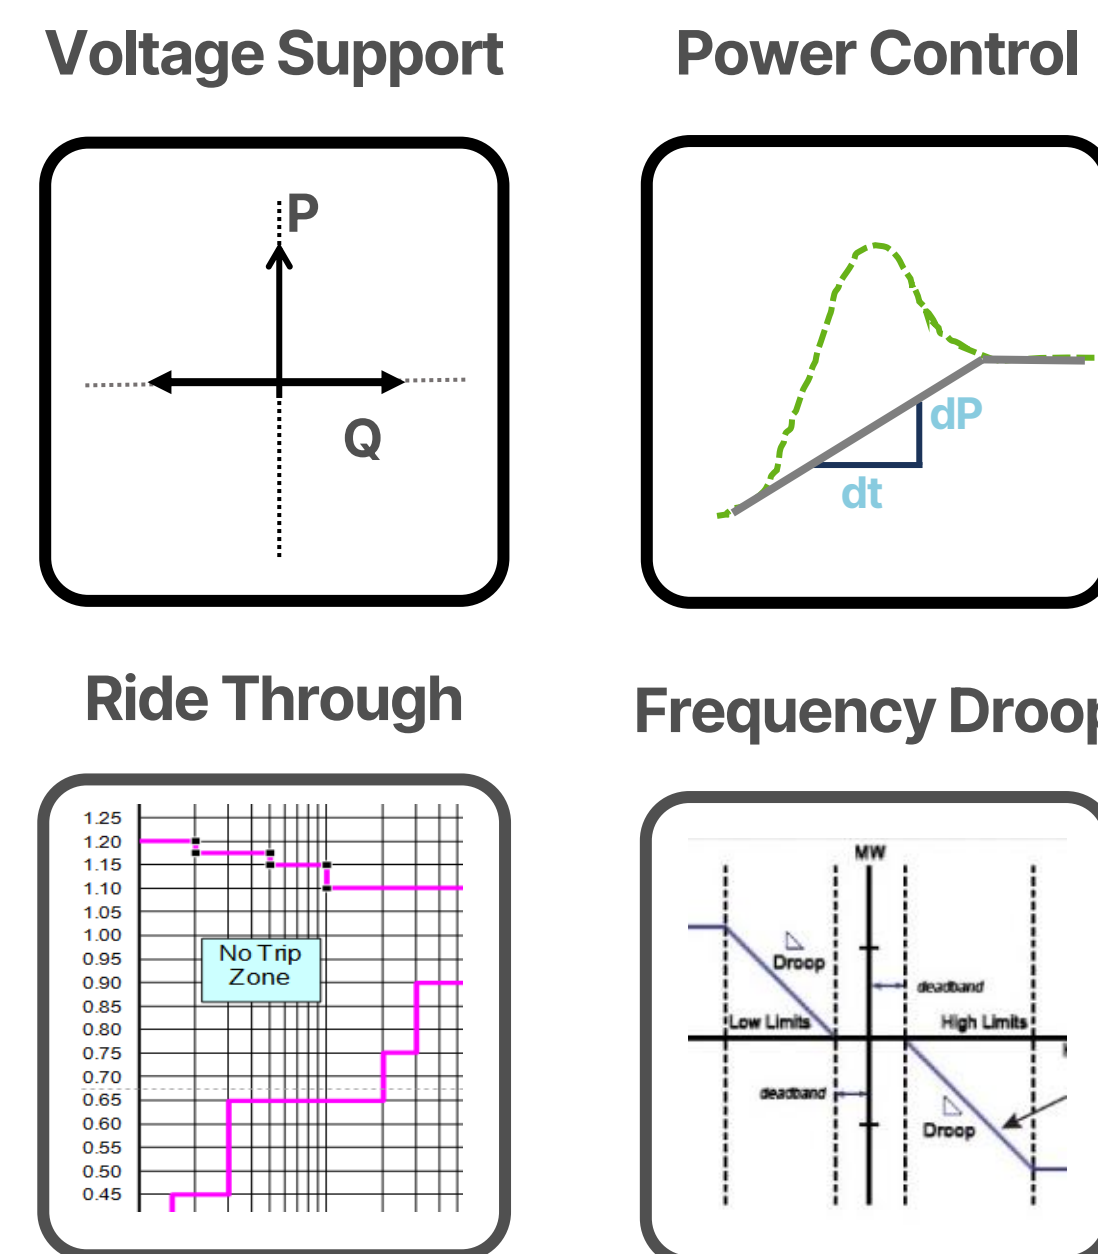 Voltage Support
Power Control
P
Q
dP
dt
Ride Through
Frequency Droop
1.25
1.20
1.15
1.10
1.05
1.00
0.95
0.90
0.85
0.80
0.75
0.70
0.65
0.60
0.55
0.50
0.45
No Trip
Zone
MW
Droop
deadband
Low Limits
High Limits
deadband
Droop